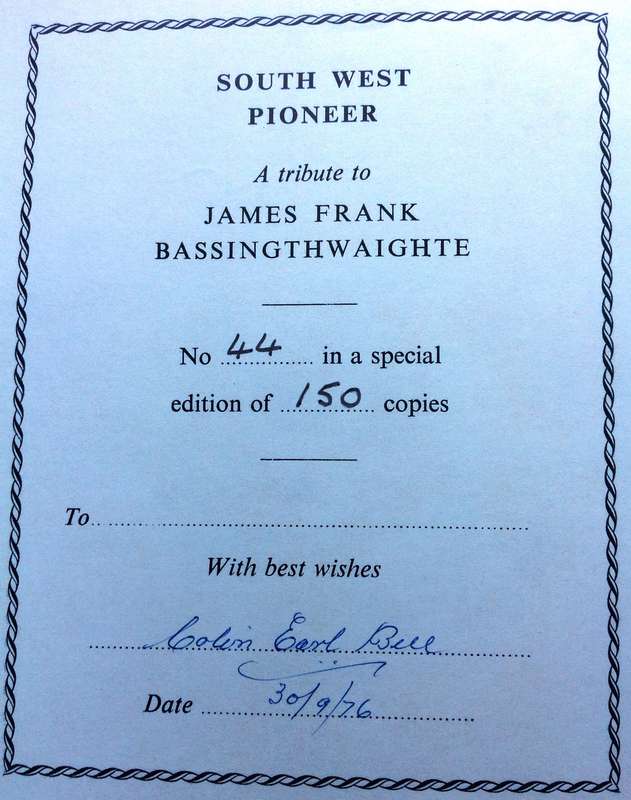 SOUTH WEST
PIONEER
A tribute to
JAMES FRANK
BASSINGTHWAIGHTE
No 44 in a special
edition of 150 copies
To
With best wishes
Colin Earl Bell
Date 30/9/76